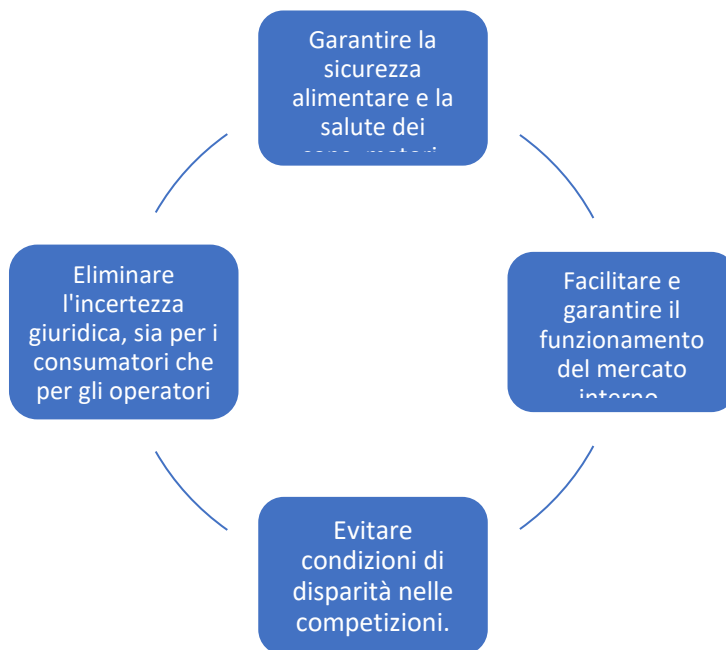 Garantire la
sicurezza
alimentare e la
salute dei
Facilitare e
garantire il
funzionamento
del mercato
interno
Evitare
condizioni di
disparità nelle
competizioni.
Eliminare
l'incertezza
giuridica, sia per i
consumatori che
per gli operatori